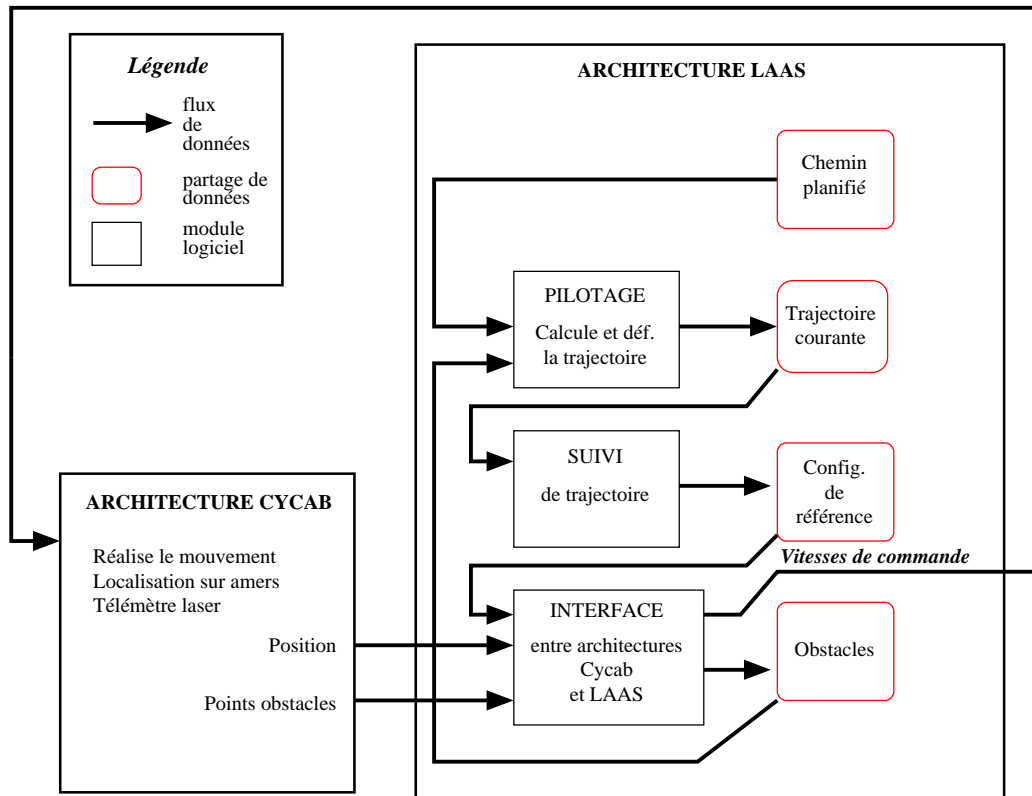 Légende
flux
de
données
partage de
données
module
logiciel
ARCHITECTURE LAAS
Chemin
planifié
PILOTAGE
Calcule et déf.
la trajectoire
Trajectoire
courante
SUIVI
de trajectoire
Config.
de
référence
Vitesses de commande
ARCHITECTURE CYCAB
Réalise le mouvement
Localisation sur amers
Télémètre laser
Position
Points obstacles
INTERFACE
entre architectures
Cycab
et LAAS
Obstacles